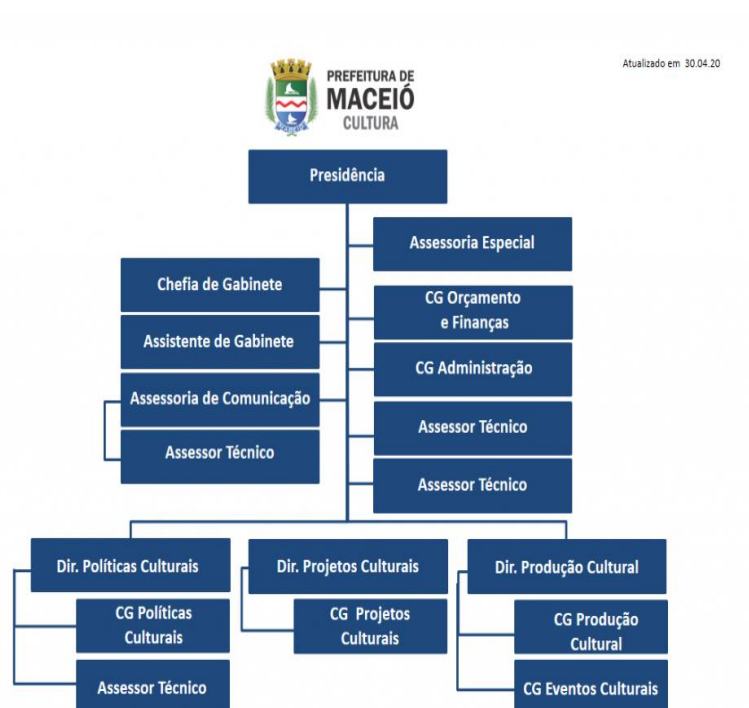 Atualizado em 30.04.20
PREFEITURA DE
MACEIÓ
CULTURA
Presidência
Assessoria Especial
Chefia de Gabinete
CG Orçamento
e Finanças
Assistente de Gabinete
CG Administração
Assessoria de Comunicação
Assessor Técnico
Assessor Técnico
Assessor Técnico
Dir. Políticas Culturais
Dir. Projetos Culturais
Dir. Produção Cultural
CG Políticas
Culturais
CG Projetos
Culturais
CG Produção
Cultural
Assessor Técnico
CG Eventos Culturais